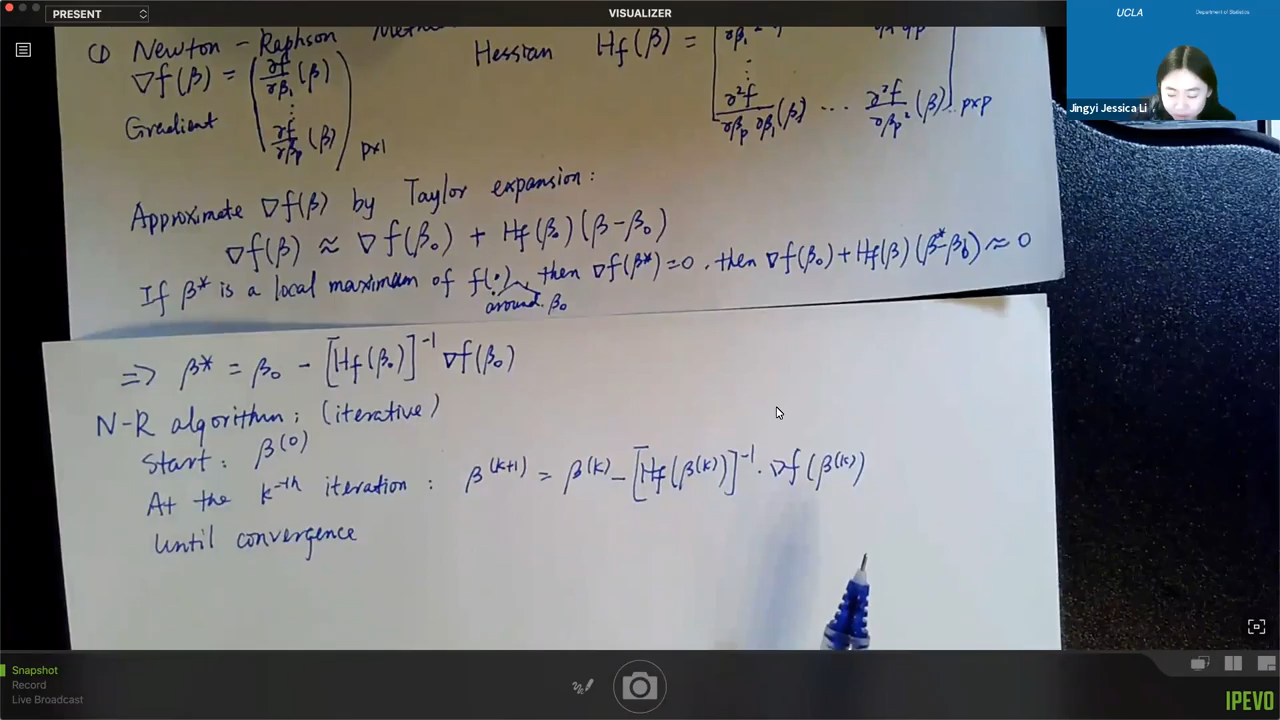 PRESENT
VISUALIZER
UCLA
Department of Statistics
Jingyi Jessica Li
① Newton - Raphson
∇f(β) = (∂f/∂β₁ (β) ⋮ ∂f/∂βₚ (β)) p×1
Gradient
Hessian Hf(β) = [ ⋮ ∂²f/∂βₚ∂β₁ (β) ... ∂²f/∂βₚ² (β) ] p×p
Approximate ∇f(β) by Taylor expansion:
∇f(β) ≈ ∇f(β₀) + Hf(β₀)(β-β₀)
If β* is a local maximum of f(·), then ∇f(β*)=0, then ∇f(β₀)+Hf(β)(β*-β₀)≈0
around β₀
=> β* = β₀ - [Hf(β₀)]⁻¹ ∇f(β₀)
N-R algorithm: (iterative)
Start: β⁽⁰⁾
At the k-th iteration: β⁽ᵏ⁺¹⁾ = β⁽ᵏ⁾ - [Hf(β⁽ᵏ⁾)]⁻¹ · ∇f(β⁽ᵏ⁾)
Until convergence
Snapshot
Record
Live Broadcast
IPEVO